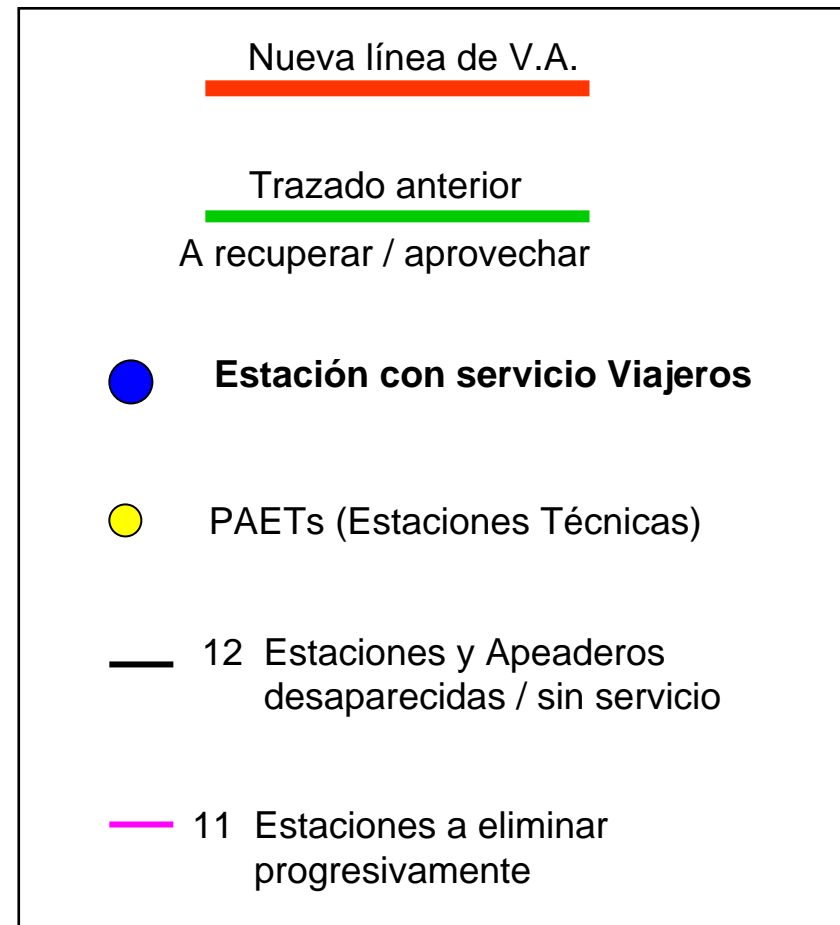 Nueva línea de V.A.
Trazado anterior
A recuperar / aprovechar
Estación con servicio Viajeros
PAETs (Estaciones Técnicas)
12 Estaciones y Apeaderos
desaparecidas / sin servicio
11 Estaciones a eliminar
progresivamente